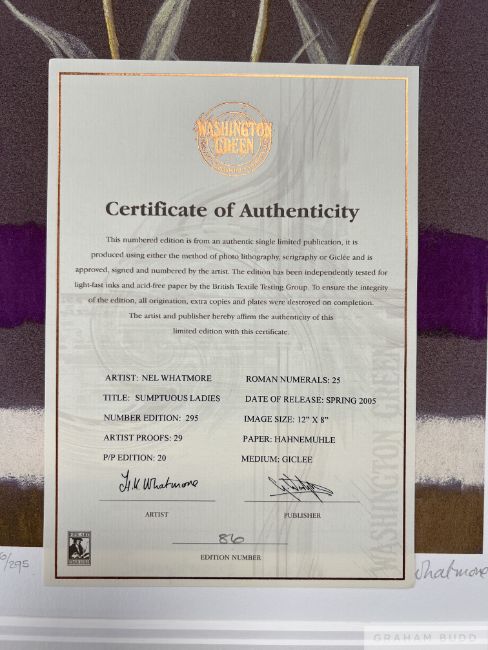 WASHINGTON
GREEN
Certificate of Authenticity
This numbered edition is from an authentic single limited publication, it is
produced using either the method of photo lithography, serigraphy or Giclée and is
approved, signed and numbered by the artist. The edition has been independently tested for
light-fast inks and acid-free paper by the British Textile Testing Group. To ensure the integrity
of the edition, all origination, extra copies and plates were destroyed on completion.
The artist and publisher hereby affirm the authenticity of this
limited edition with this certificate.
ARTIST: NEL WHATMORE
ROMAN NUMERALS: 25
TITLE: SUMPTUOUS LADIES
DATE OF RELEASE: SPRING 2005
NUMBER EDITION: 295
IMAGE SIZE: 12" X 8"
ARTIST PROOFS: 29
PAPER: HAHNEMUHLE
P/P EDITION: 20
MEDIUM: GICLEE
Whatmore
ARTIST
PUBLISHER
86
EDITION NUMBER
WASHINGTON GREEN
6/295
Whatmore
GRAHAM BUDD